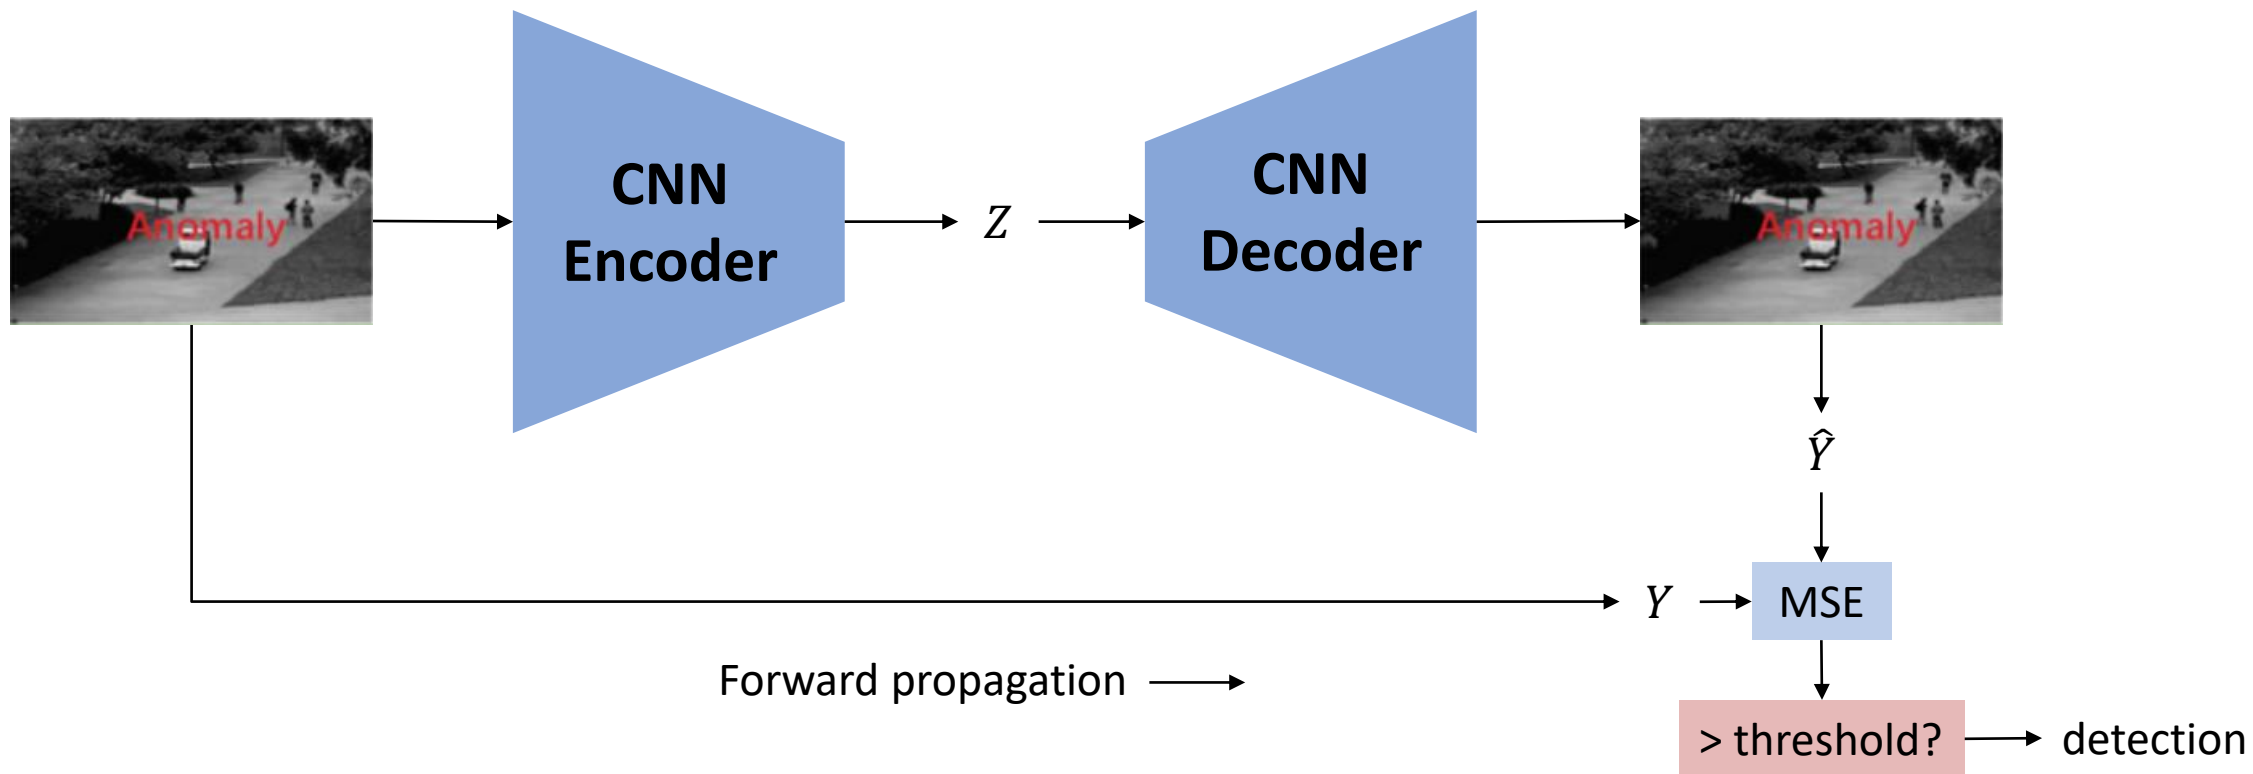 CNN
Encoder
Z
CNN
Decoder
Anomaly
Anomaly
Ŷ
Y
MSE
Forward propagation
> threshold?
detection